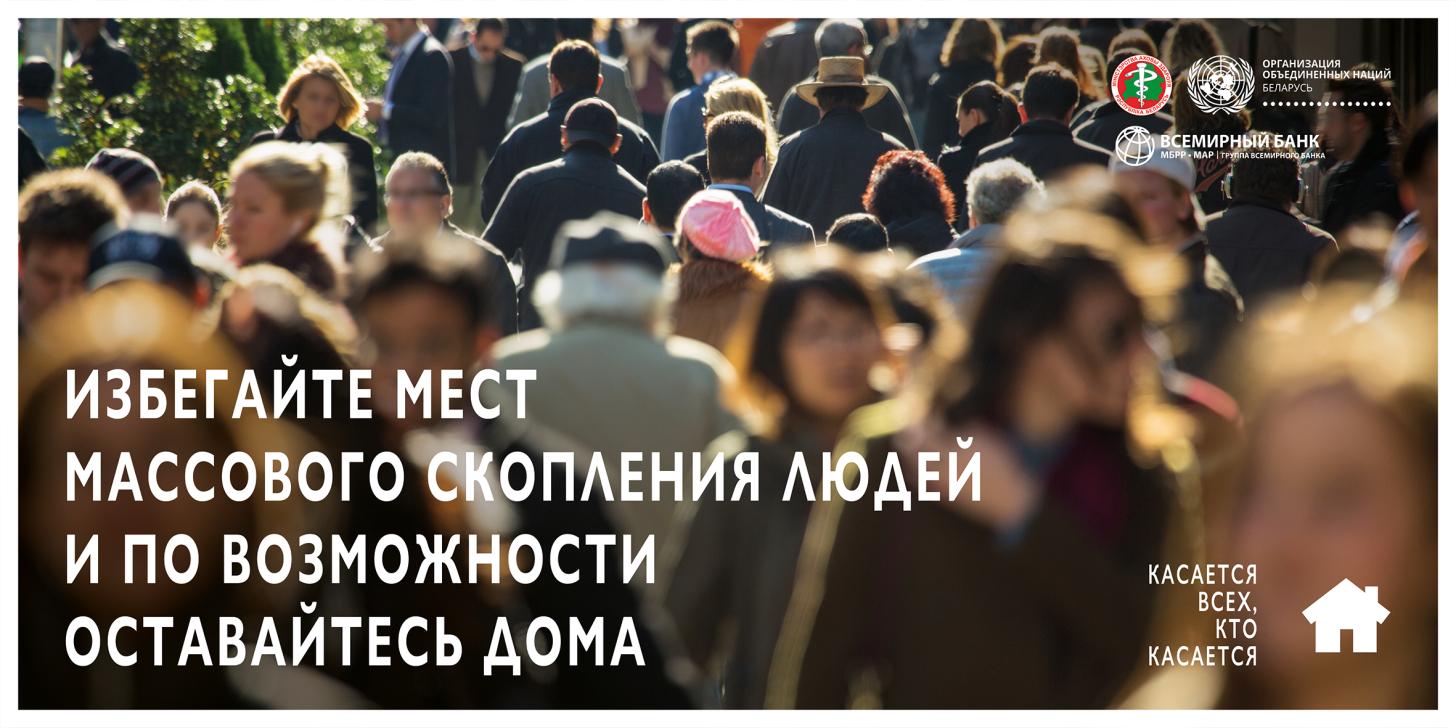 ОРГАНИЗАЦИЯ
ОБЪЕДИНЕННЫХ НАЦИЙ
БЕЛАРУСЬ
ВСЕМИРНЫЙ БАНК
МБРР • МАР | ГРУППА ВСЕМИРНОГО БАНКА
ИЗБЕГАЙТЕ МЕСТ
МАССОВОГО СКОПЛЕНИЯ ЛЮДЕЙ
И ПО ВОЗМОЖНОСТИ
ОСТАВАЙТЕСЬ ДОМА
КАСАЕТСЯ
ВСЕХ,
КТО
КАСАЕТСЯ